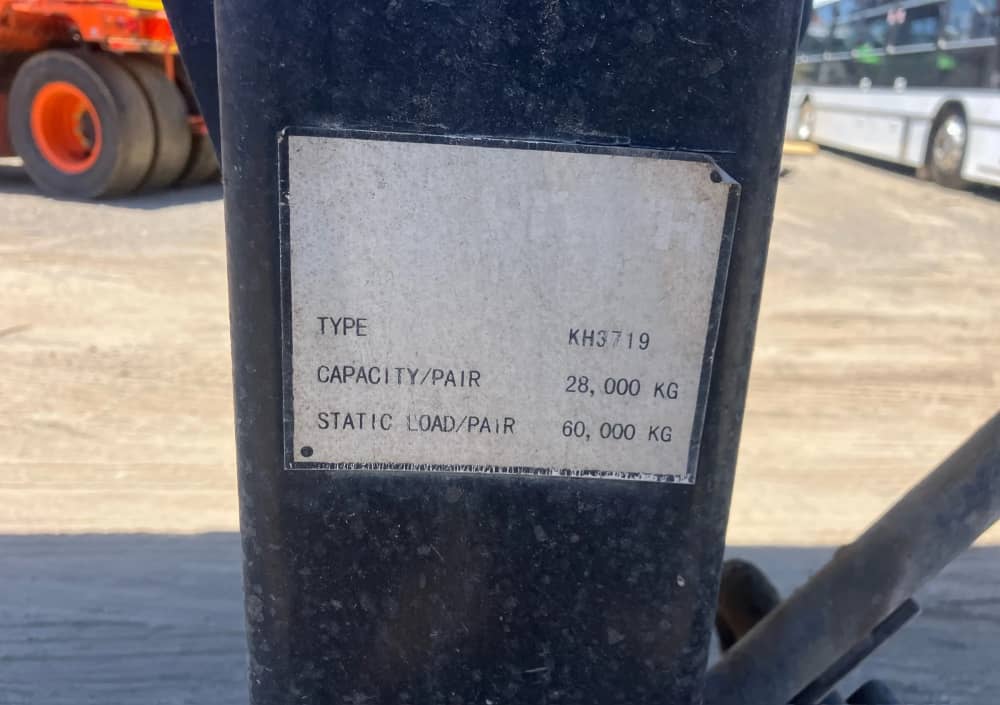 TYPE KH3719
CAPACITY/PAIR 28,000 KG
STATIC LOAD/PAIR 60,000 KG